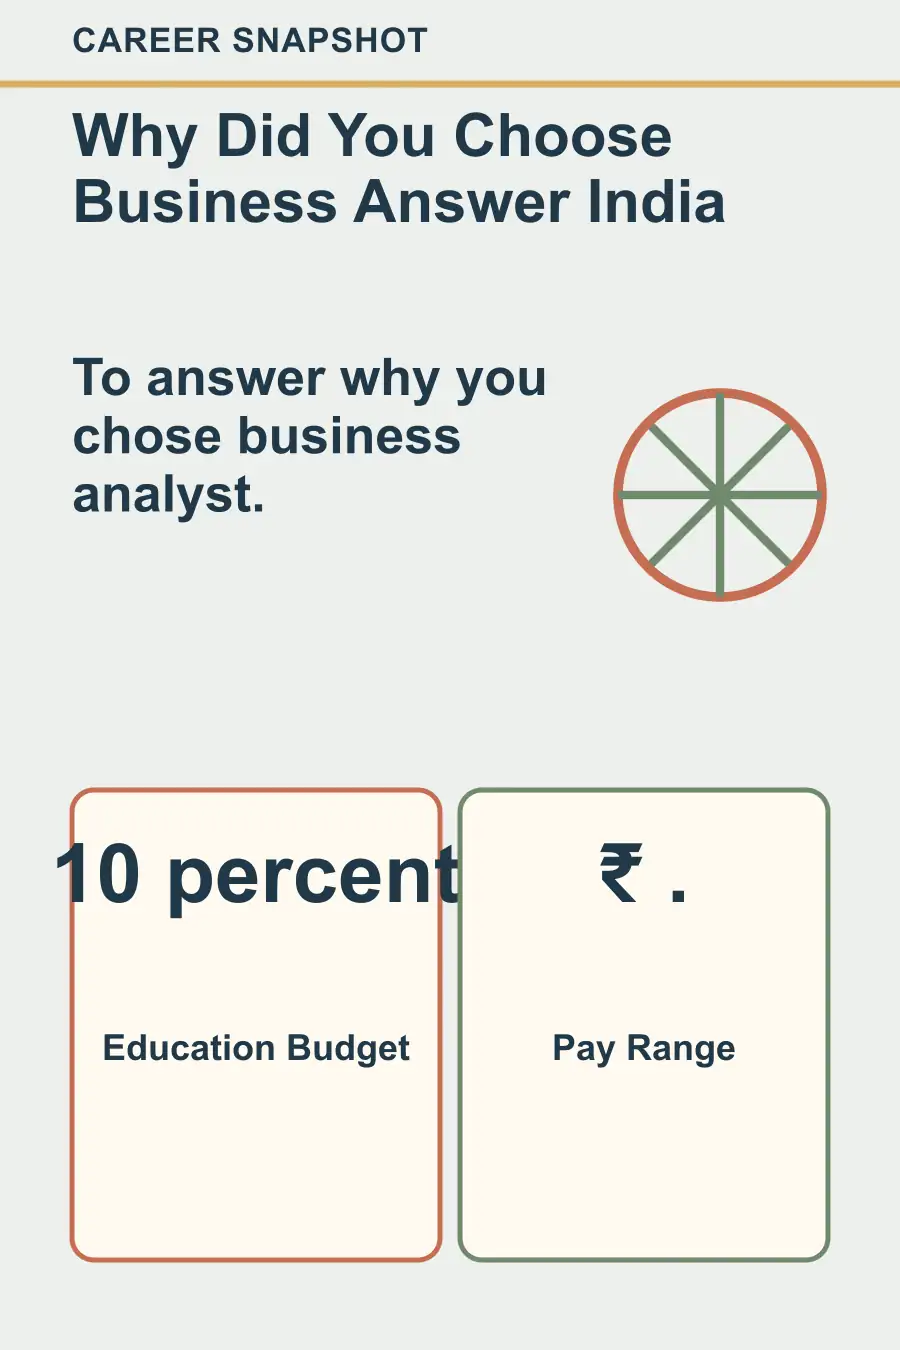 CAREER SNAPSHOT
Why Did You Choose
Business Answer India
To answer why you
chose business
analyst.
10 percent
₹ .
Education Budget
Pay Range